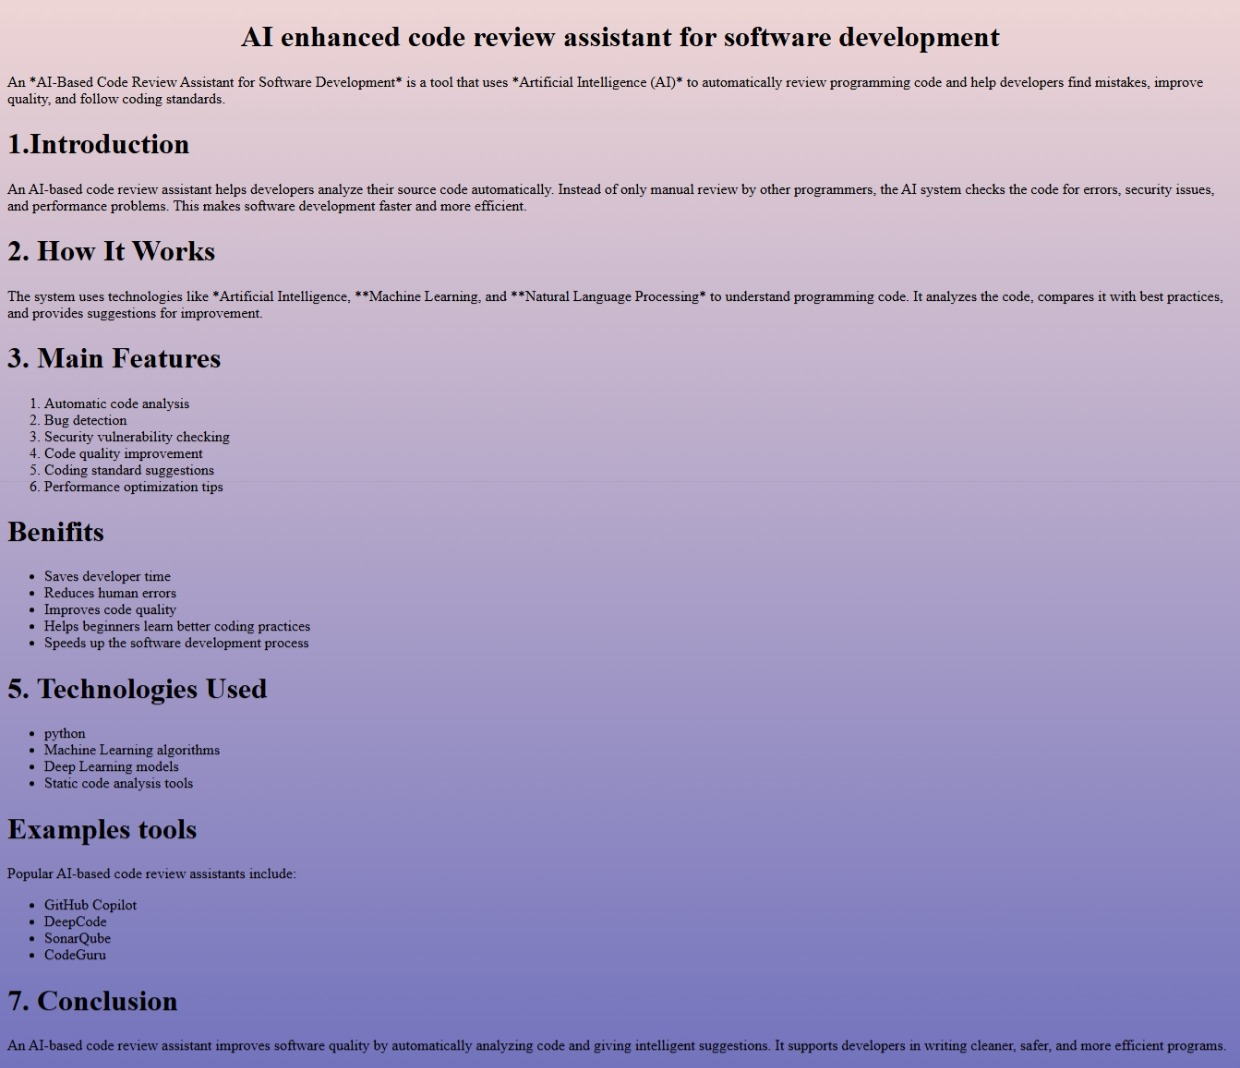 AI enhanced code review assistant for software development
An *AI-Based Code Review Assistant for Software Development* is a tool that uses *Artificial Intelligence (AI)* to automatically review programming code and help developers find mistakes, improve
quality, and follow coding standards.
1.Introduction
An AI-based code review assistant helps developers analyze their source code automatically. Instead of only manual review by other programmers, the AI system checks the code for errors, security issues,
and performance problems. This makes software development faster and more efficient.
2. How It Works
The system uses technologies like *Artificial Intelligence, **Machine Learning, and **Natural Language Processing* to understand programming code. It analyzes the code, compares it with best practices,
and provides suggestions for improvement.
3. Main Features
1. Automatic code analysis
2. Bug detection
3. Security vulnerability checking
4. Code quality improvement
5. Coding standard suggestions
6. Performance optimization tips
Benifits
• Saves developer time
• Reduces human errors
• Improves code quality
• Helps beginners learn better coding practices
• Speeds up the software development process
5. Technologies Used
• python
• Machine Learning algorithms
• Deep Learning models
• Static code analysis tools
Examples tools
Popular AI-based code review assistants include:
• GitHub Copilot
• DeepCode
• SonarQube
• CodeGuru
7. Conclusion
An AI-based code review assistant improves software quality by automatically analyzing code and giving intelligent suggestions. It supports developers in writing cleaner, safer, and more efficient programs.